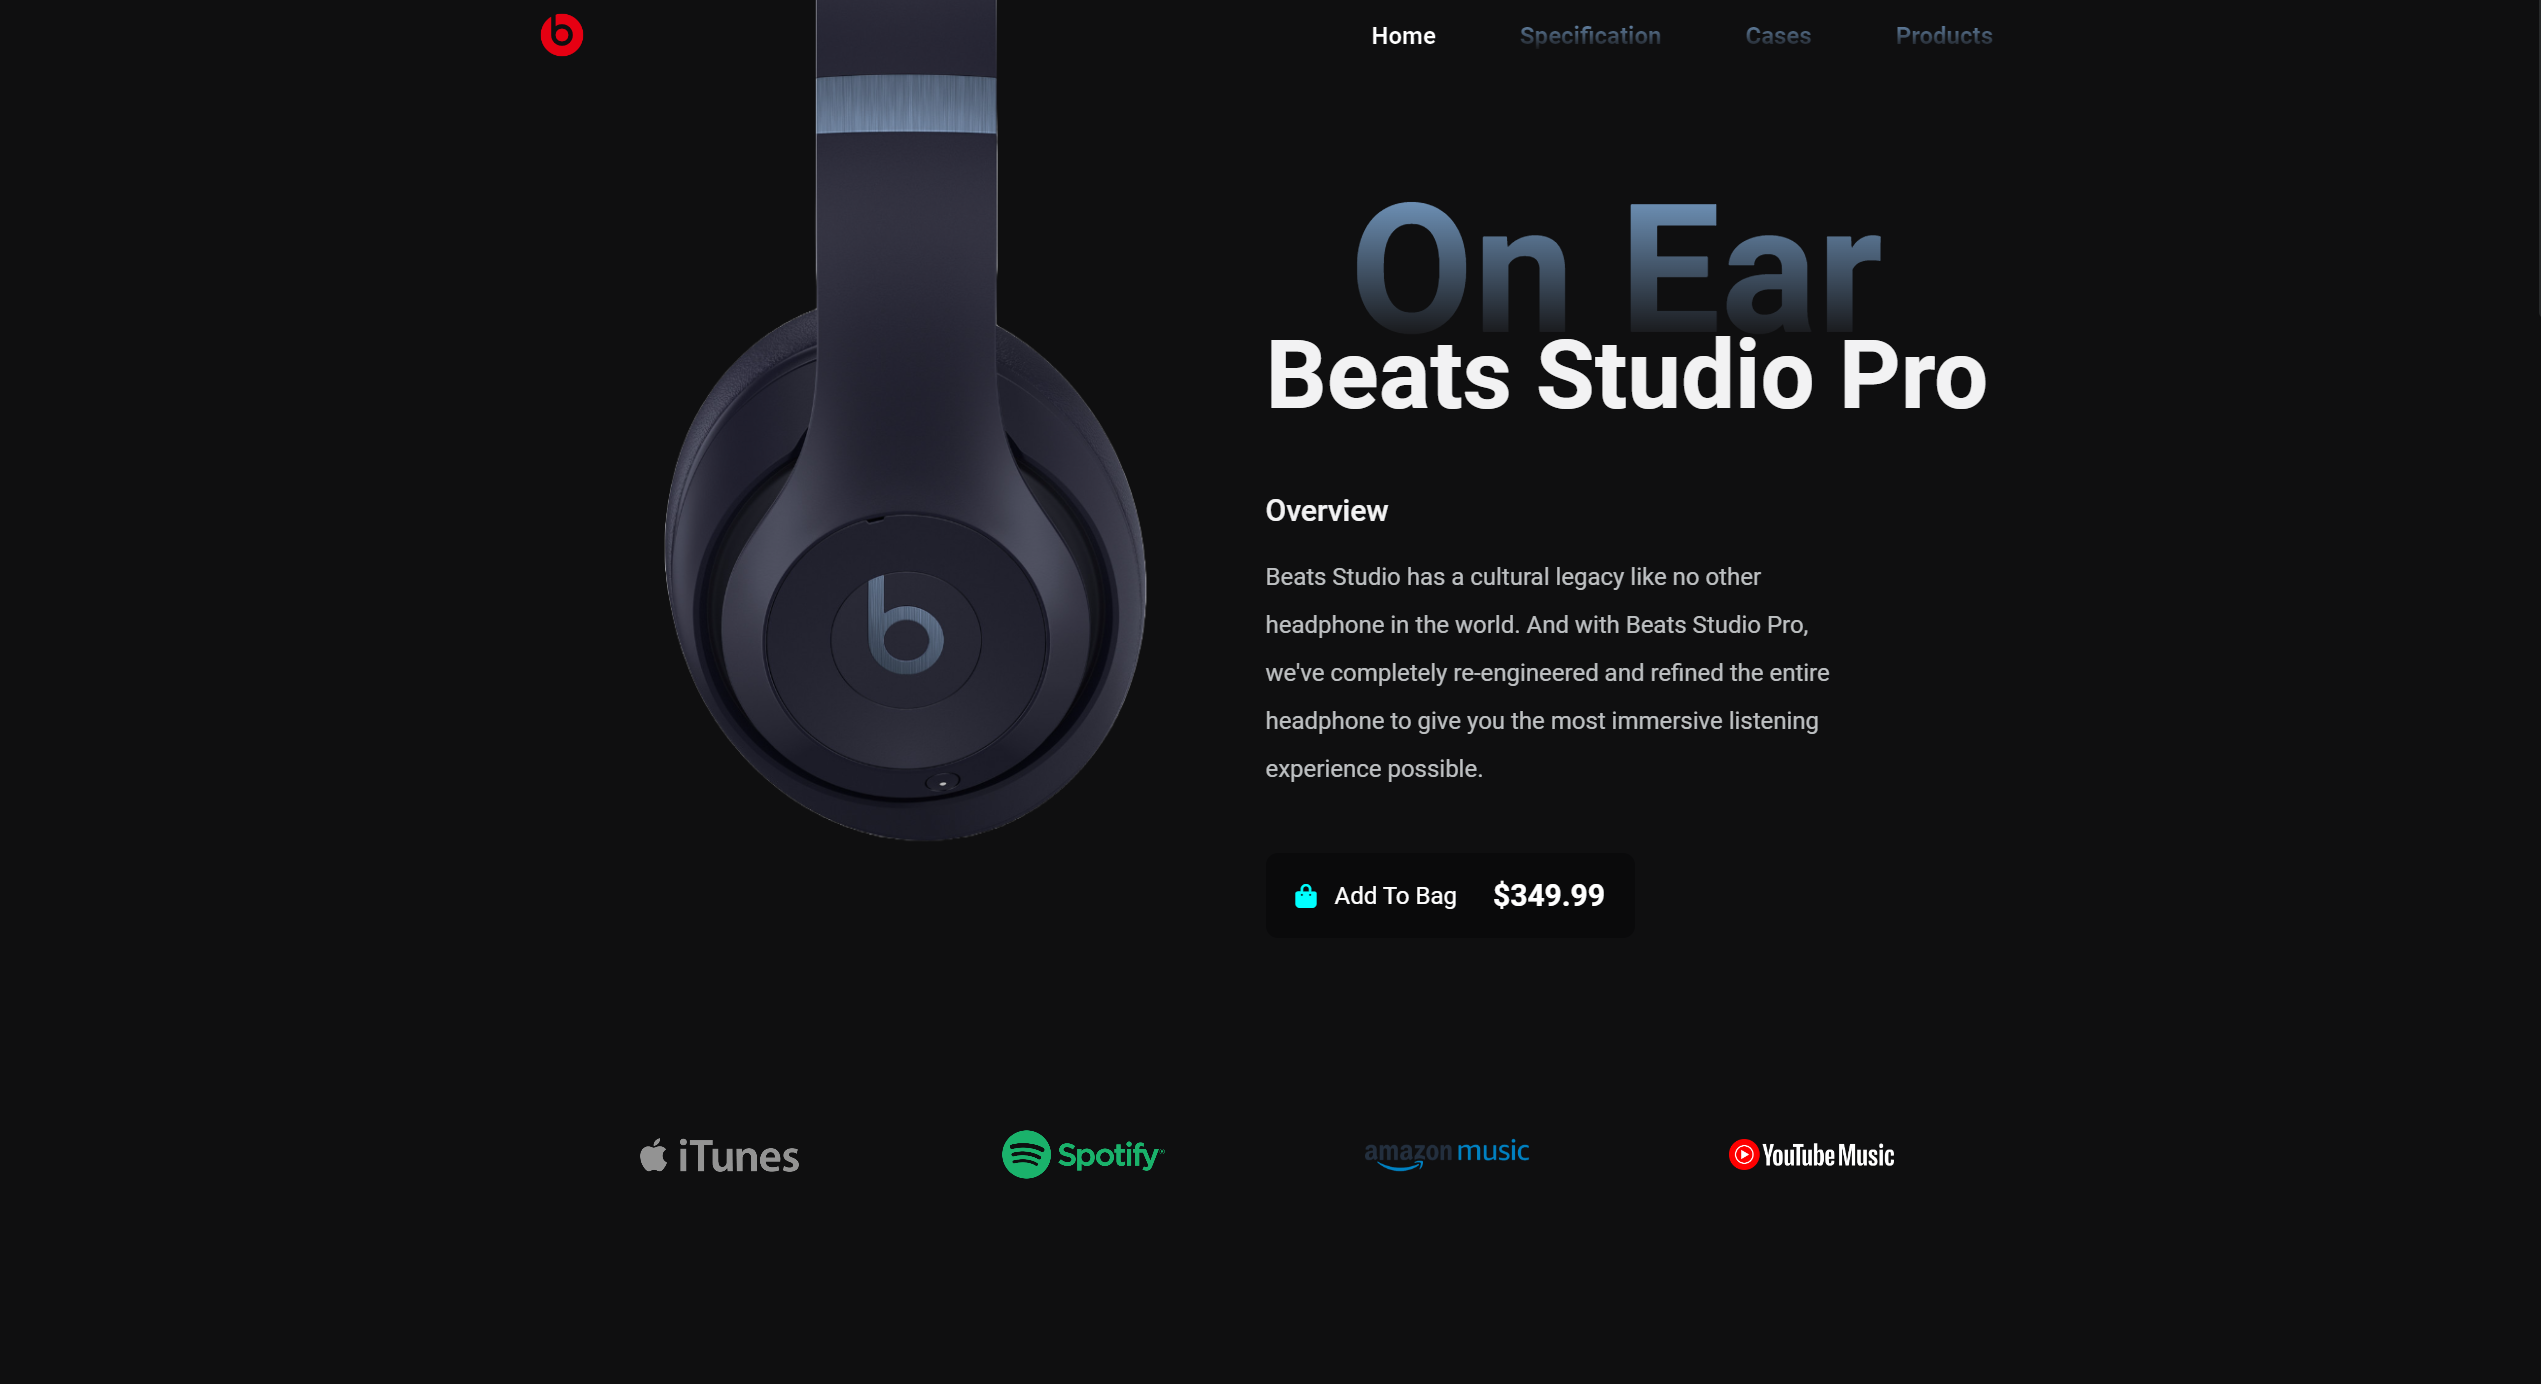 Home Specification Cases Products
On Ear
Beats Studio Pro
Overview
Beats Studio has a cultural legacy like no other
headphone in the world. And with Beats Studio Pro,
we've completely re-engineered and refined the entire
headphone to give you the most immersive listening
experience possible.
Add To Bag $349.99
iTunes Spotify amazon music YouTube Music